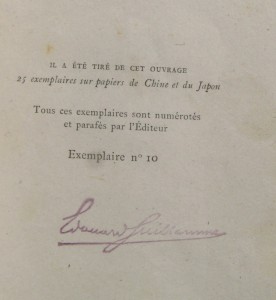 IL A ÉTÉ TIRÉ DE CET OUVRAGE
25 exemplaires sur papiers de Chine et du Japon
Tous ces exemplaires sont numérotés
et parafés par l'Éditeur
Exemplaire nº 10
Edouard Guillaume